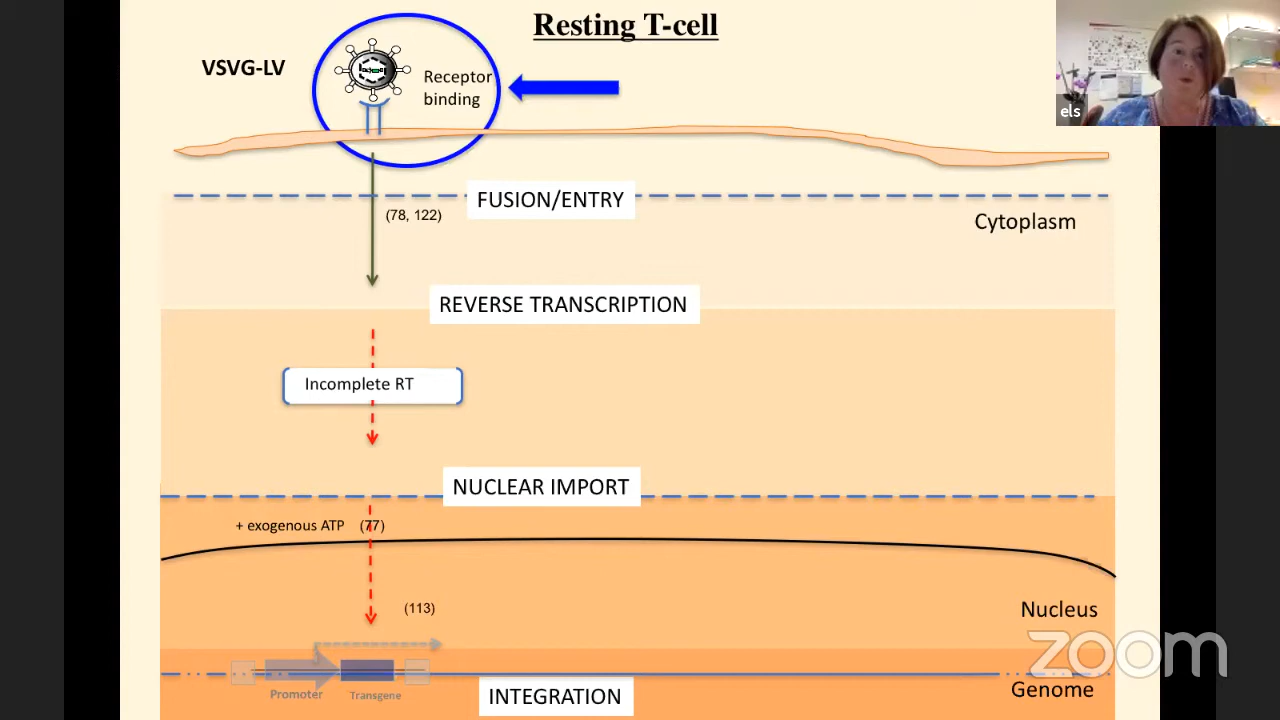 Resting T-cell
VSVG-LV
Receptor
binding
els
FUSION/ENTRY
(78, 122)
Cytoplasm
REVERSE TRANSCRIPTION
Incomplete RT
NUCLEAR IMPORT
+ exogenous ATP (77)
(113)
Nucleus
zoom
Promoter
Transgene
Genome
INTEGRATION